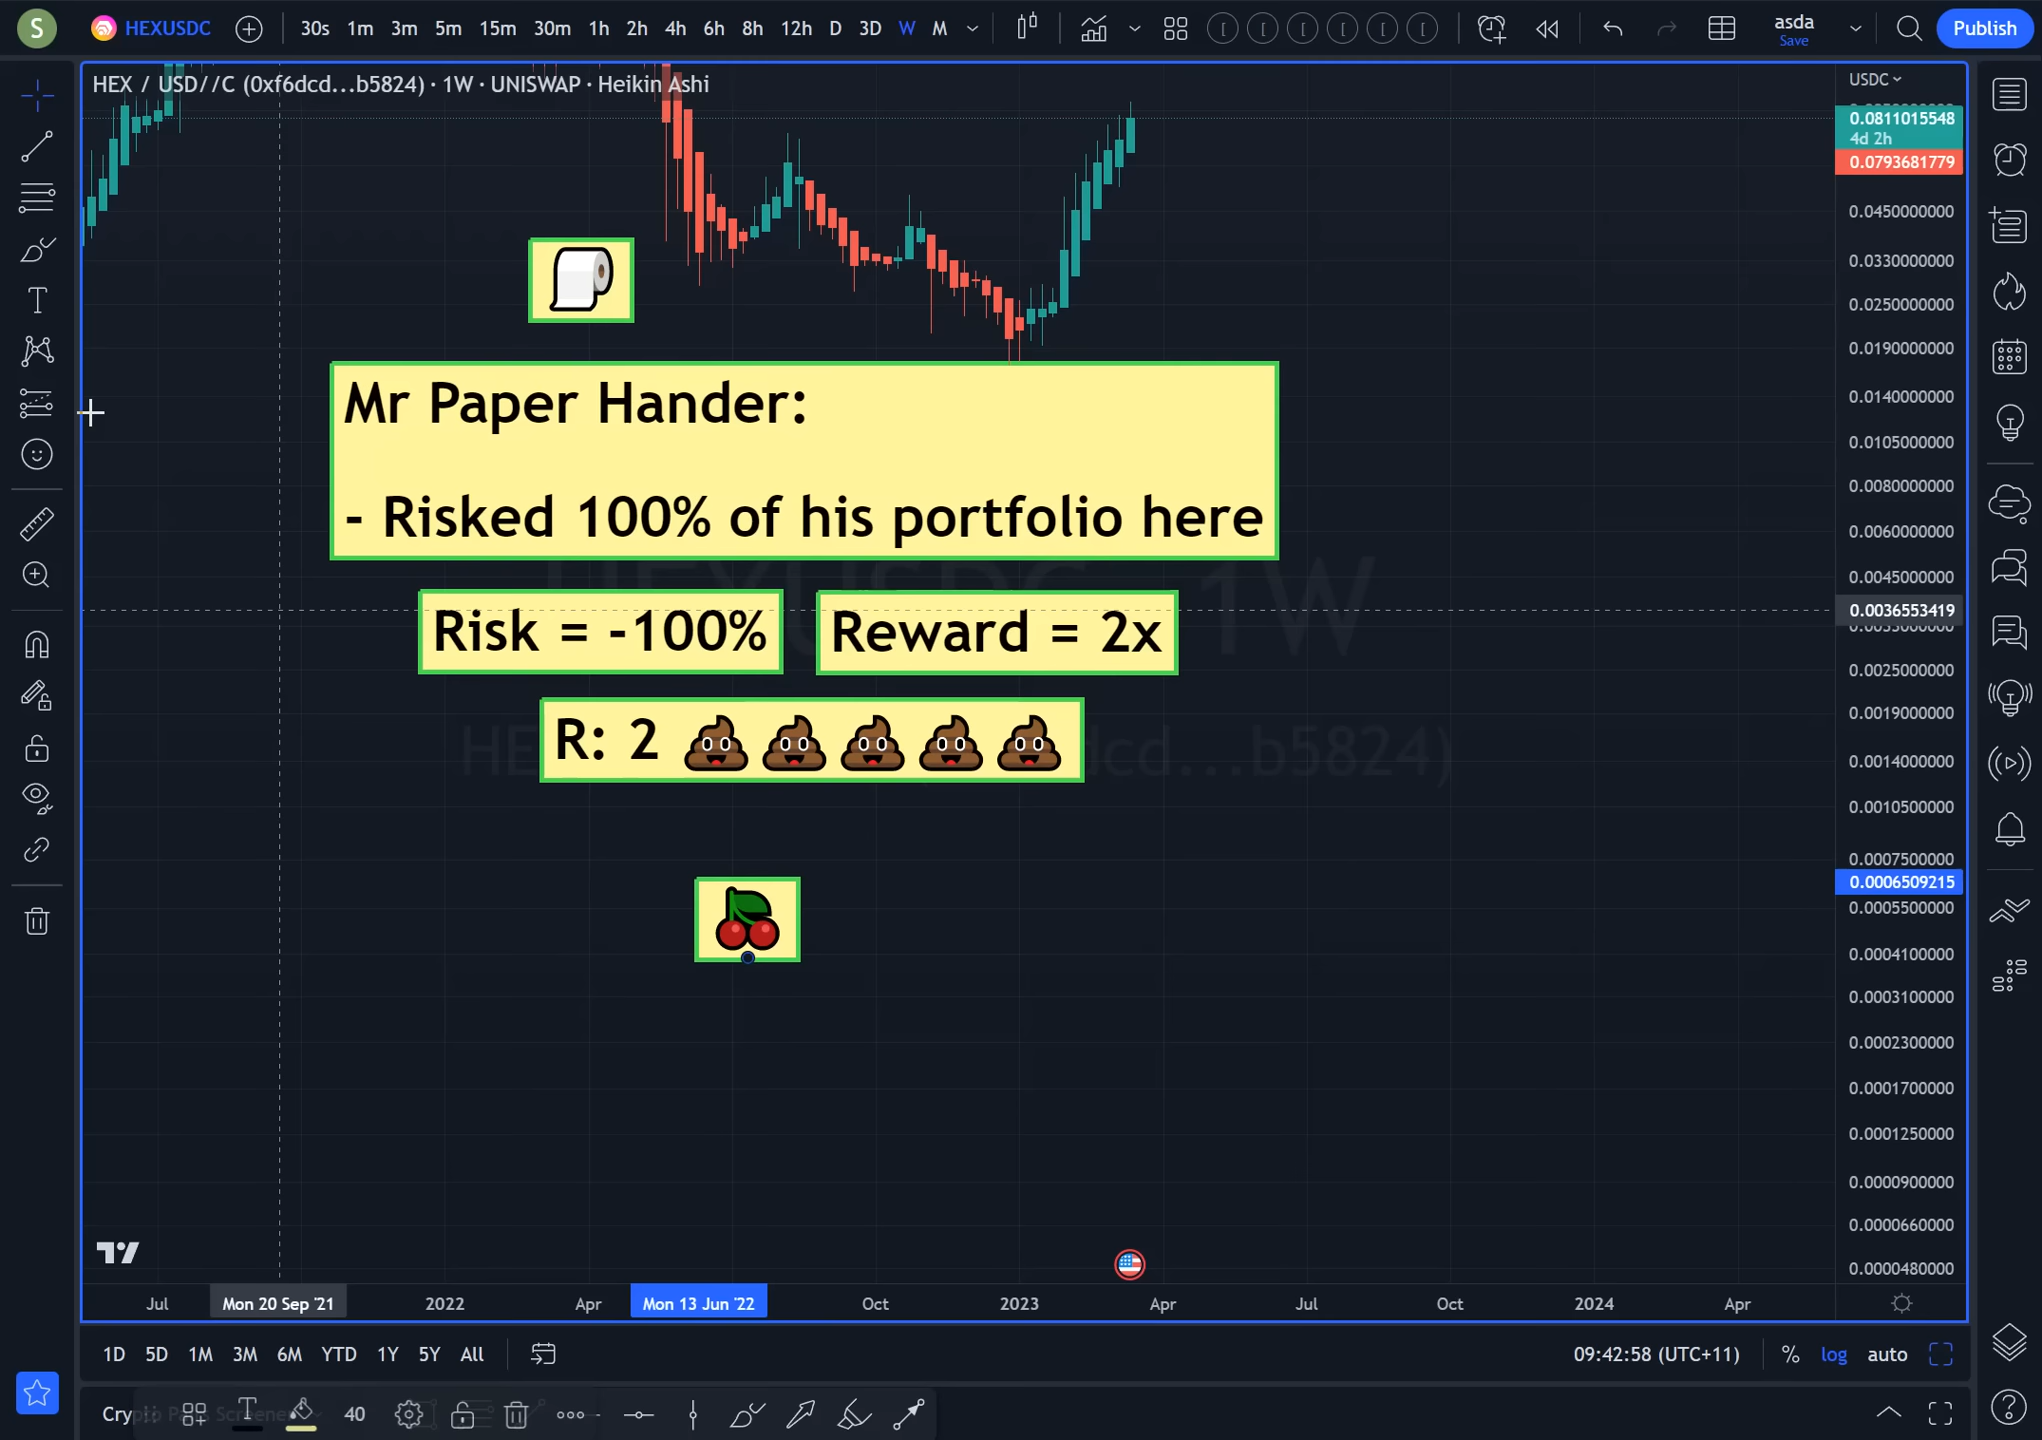 S HEXUSDC 30s 1m 3m 5m 15m 30m 1h 2h 4h 6h 8h 12h D 3D W M asda Save Publish
HEX / USD//C (0xf6dcd...b5824) · 1W · UNISWAP · Heikin Ashi
USDC
0.0811015548
4d 2h
0.0793681779
0.0450000000
0.0330000000
0.0250000000
0.0190000000
0.0140000000
0.0105000000
0.0080000000
0.0060000000
0.0045000000
0.0036553419
0.0025000000
0.0019000000
0.0014000000
0.0010500000
0.0007500000
0.0006509215
0.0005500000
0.0004100000
0.0003100000
0.0002300000
0.0001700000
0.0001250000
0.0000900000
0.0000660000
0.0000480000
Mr Paper Hander:
- Risked 100% of his portfolio here
HEXUSDC, 1W
Risk = -100% Reward = 2x
R: 2 💩 💩 💩 💩 💩
Jul Mon 20 Sep '21 2022 Apr Mon 13 Jun '22 Oct 2023 Apr Jul Oct 2024 Apr
1D 5D 1M 3M 6M YTD 1Y 5Y All 09:42:58 (UTC+11) % log auto
40